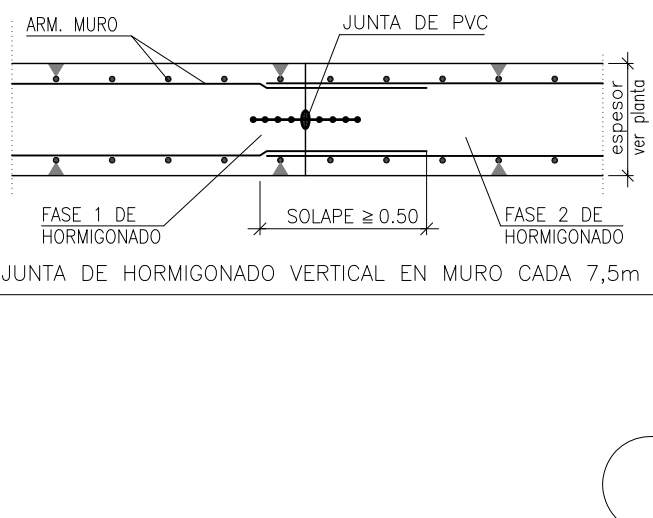 ARM. MURO
JUNTA DE PVC
espesor
ver planta
FASE 1 DE
HORMIGONADO
SOLAPE ≥ 0.50
FASE 2 DE
HORMIGONADO
JUNTA DE HORMIGONADO VERTICAL EN MURO CADA 7,5m